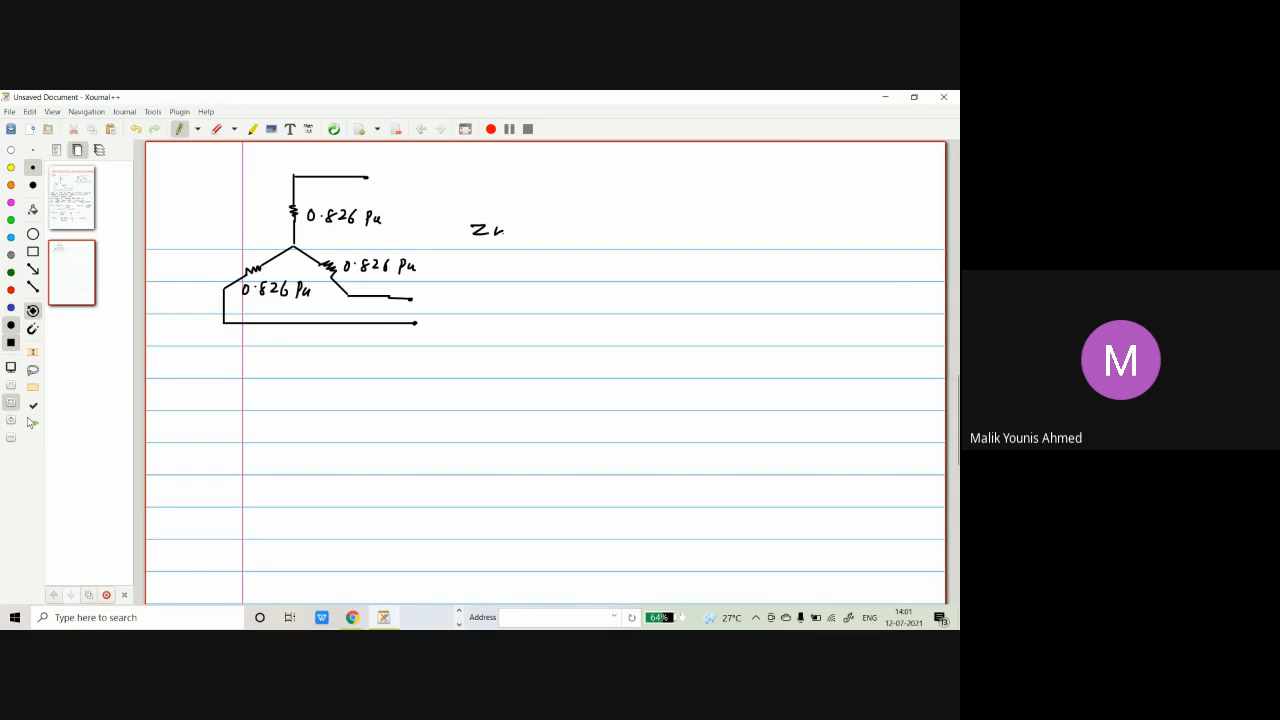 Unsaved Document - Xournal++
File Edit View Navigation Journal Tools Plugin Help
0.826 Pu
0.826 Pu
0.826 Pu
M
Malik Younis Ahmed
Type here to search
Address
64%
27°C
ENG
14:01
12-07-2021